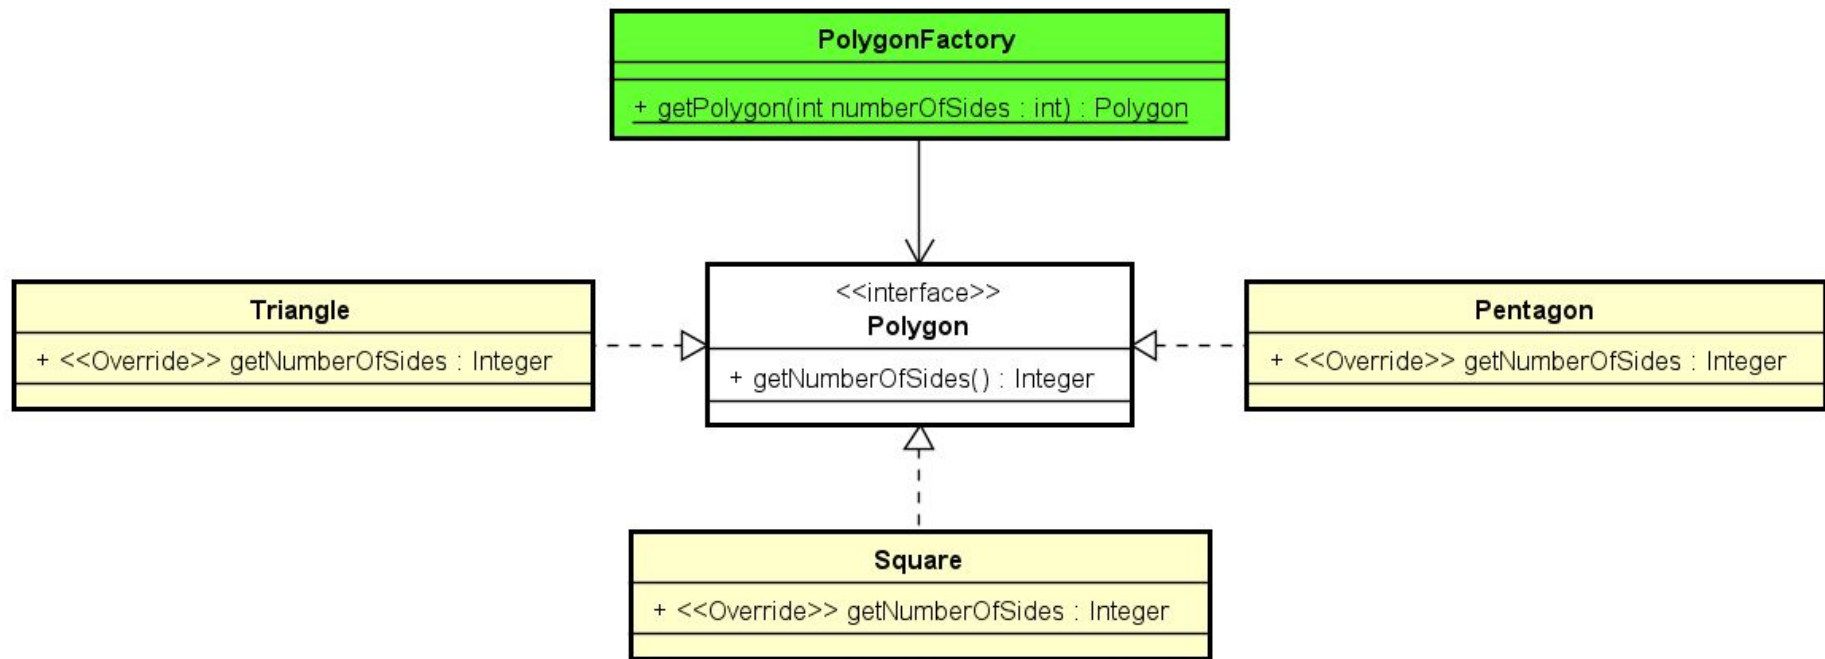 PolygonFactory
+ getPolygon(int numberOfSides : int) : Polygon
<<interface>>
Polygon
+ getNumberOfSides() : Integer
Triangle
+ <<Override>> getNumberOfSides : Integer
Pentagon
+ <<Override>> getNumberOfSides : Integer
Square
+ <<Override>> getNumberOfSides : Integer